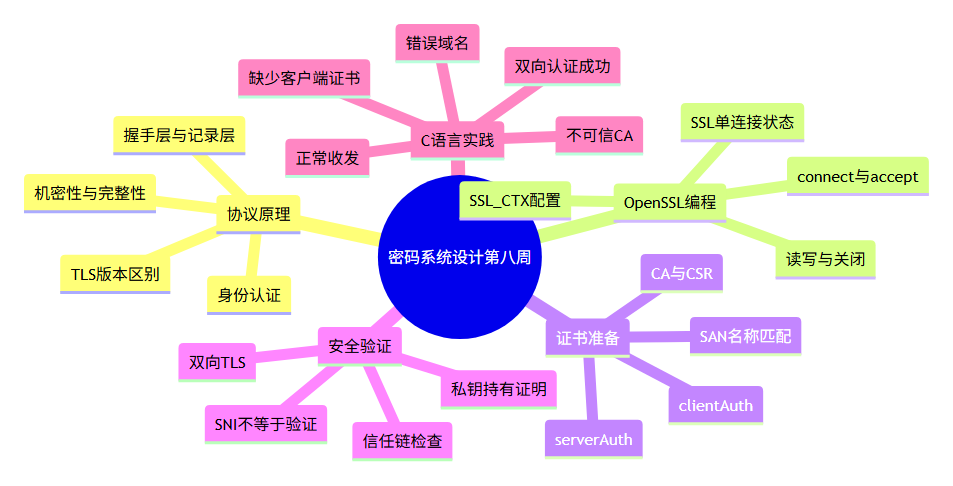 密码系统设计第八周
协议原理
握手层与记录层
机密性与完整性
TLS版本区别
身份认证
C语言实践
错误域名
双向认证成功
缺少客户端证书
正常收发
不可信CA
OpenSSL编程
SSL单连接状态
connect与accept
SSL_CTX配置
读写与关闭
证书准备
CA与CSR
SAN名称匹配
clientAuth
serverAuth
安全验证
双向TLS
私钥持有证明
SNI不等于验证
信任链检查